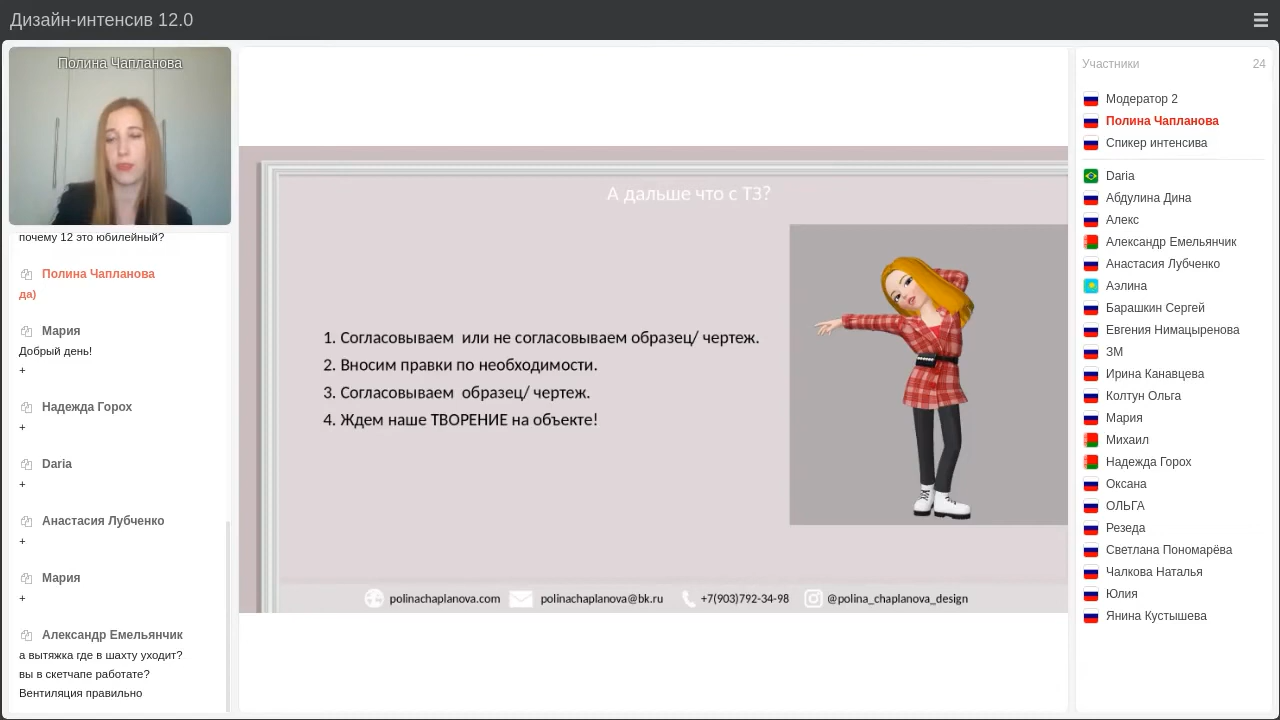 Дизайн-интенсив 12.0
Полина Чапланова
почему 12 это юбилейный?
Полина Чапланова
да)
Мария
Добрый день!
+
Надежда Горох
+
Daria
+
Анастасия Лубченко
+
Мария
+
Александр Емельянчик
а вытяжка где в шахту уходит?
вы в скетчапе работате?
Вентиляция правильно
А дальше что с ТЗ?
1. Согласовываем или не согласовываем образец/ чертеж.
2. Вносим правки по необходимости.
3. Согласовываем образец/ чертеж.
4. Ждем наше ТВОРЕНИЕ на объекте!
polinachaplanova.com polinachaplanova@bk.ru +7(903)792-34-98 @polina_chaplanova_design
Участники 24
Модератор 2
Полина Чапланова
Спикер интенсива
Daria
Абдулина Дина
Алекс
Александр Емельянчик
Анастасия Лубченко
Аэлина
Барашкин Сергей
Евгения Нимацыренова
ЗМ
Ирина Канавцева
Колтун Ольга
Мария
Михаил
Надежда Горох
Оксана
ОЛЬГА
Резеда
Светлана Пономарёва
Чалкова Наталья
Юлия
Янина Кустышева